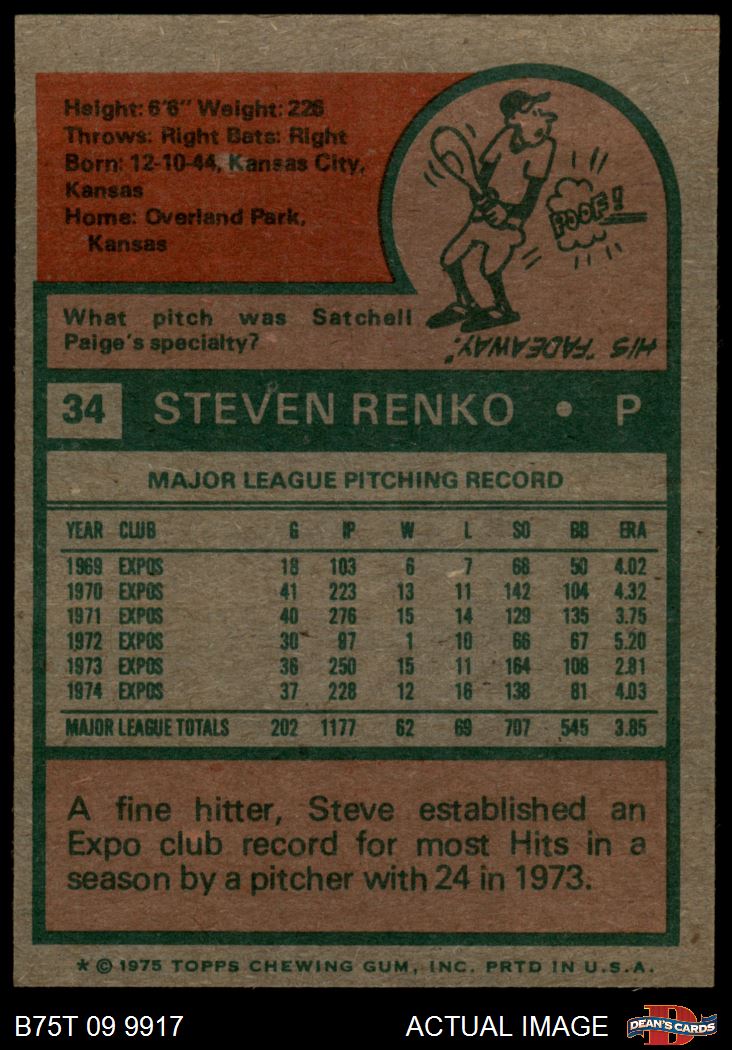 Height: 6'6" Weight: 226
Throws: Right Bats: Right
Born: 12-10-44, Kansas City,
Kansas
Home: Overland Park,
Kansas
POOF!
What pitch was Satchell
Paige's specialty?
HIS "FADEAWAY".
34 STEVEN RENKO • P
MAJOR LEAGUE PITCHING RECORD
YEAR CLUB G IP W L SO BB ERA
1969 EXPOS 18 103 6 7 68 50 4.02
1970 EXPOS 41 223 13 11 142 104 4.32
1971 EXPOS 40 276 15 14 129 135 3.75
1972 EXPOS 30 97 1 10 66 67 5.20
1973 EXPOS 36 250 15 11 164 108 2.81
1974 EXPOS 37 228 12 16 138 81 4.03
MAJOR LEAGUE TOTALS 202 1177 62 69 707 545 3.85
A fine hitter, Steve established an
Expo club record for most Hits in a
season by a pitcher with 24 in 1973.
* © 1975 TOPPS CHEWING GUM, INC. PRTD IN U.S.A.
B75T 09 9917 ACTUAL IMAGE D DEAN'S CARDS